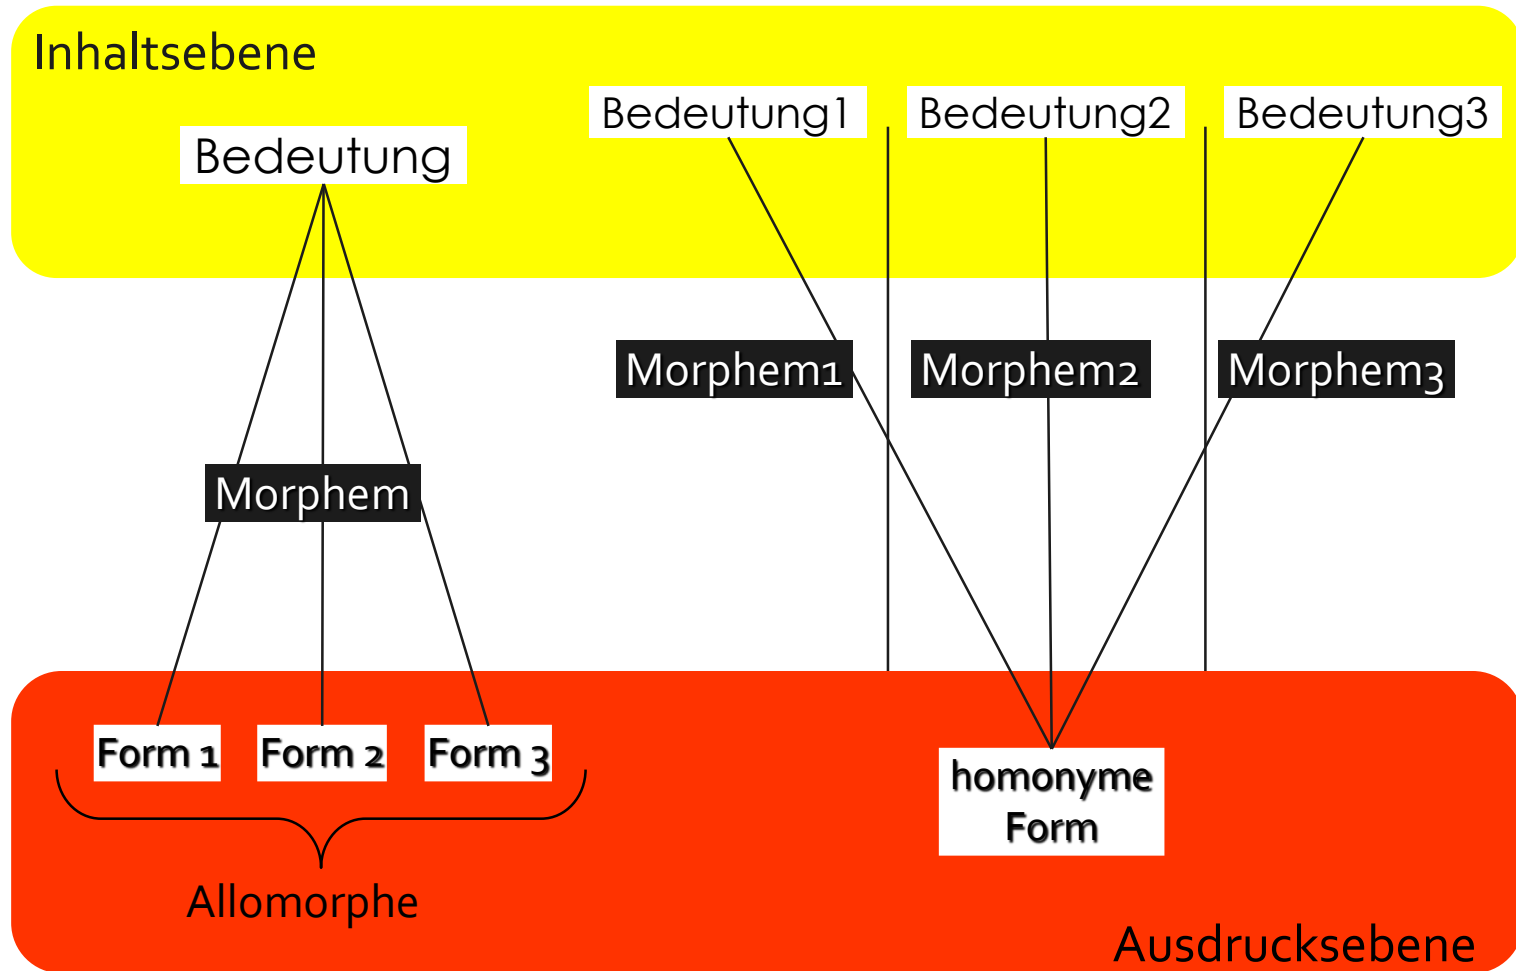 Inhaltsebene
Bedeutung
Bedeutung1
Bedeutung2
Bedeutung3
Morphem
Morphem1
Morphem2
Morphem3
Form 1
Form 2
Form 3
Allomorphe
homonyme
Form
Ausdrucksebene